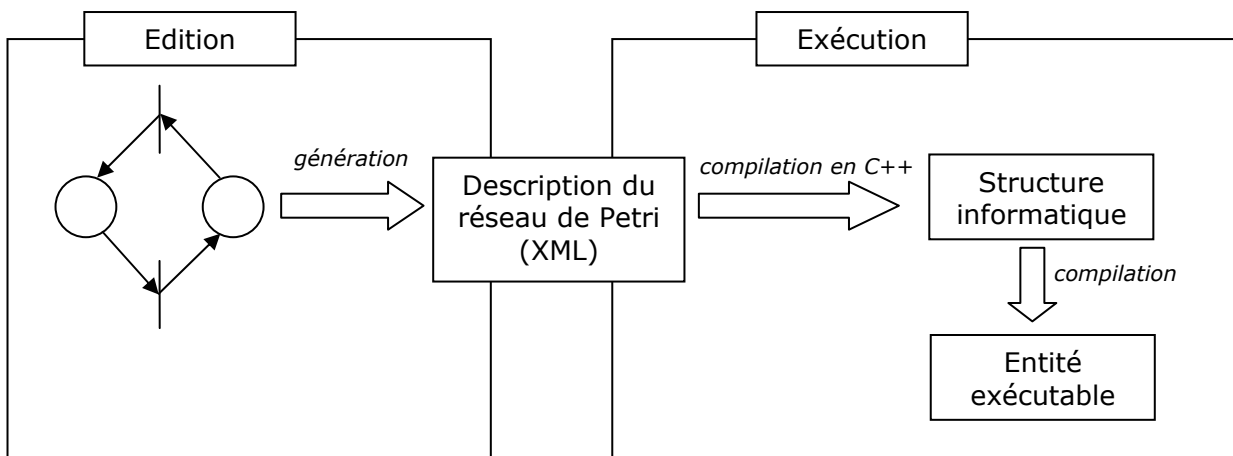 Edition
Exécution
génération
Description du
réseau de Petri
(XML)
compilation en C++
Structure
informatique
compilation
Entité
exécutable